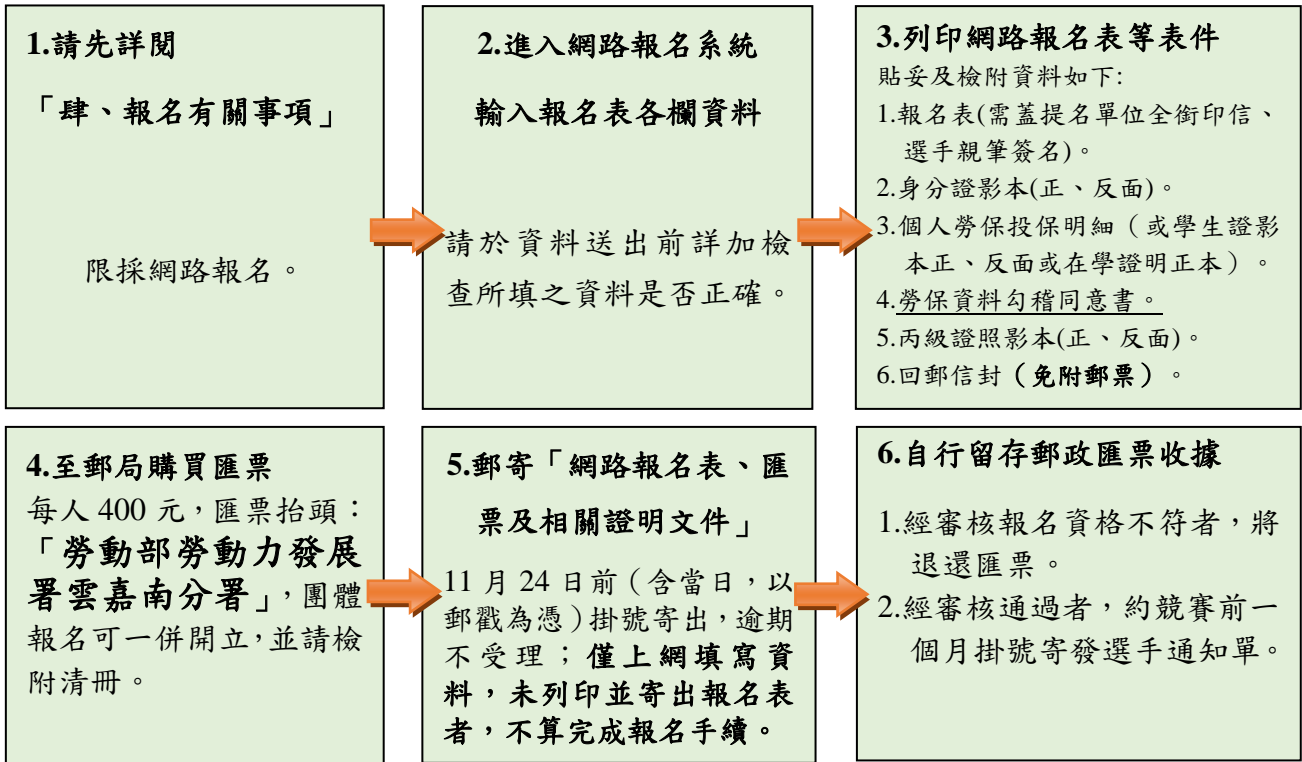 1.請先詳閱
「肆、報名有關事項」
限採網路報名。
2.進入網路報名系統
輸入報名表各欄資料
請於資料送出前詳加檢
查所填之資料是否正確。
3.列印網路報名表等表件
貼妥及檢附資料如下:
1.報名表(需蓋提名單位全銜印信、
選手親筆簽名)。
2.身分證影本(正、反面)。
3.個人勞保投保明細（或學生證影
本正、反面或在學證明正本）。
4.勞保資料勾稽同意書。
5.丙級證照影本(正、反面)。
6.回郵信封（免附郵票）。
4.至郵局購買匯票
每人 400 元，匯票抬頭：
「勞動部勞動力發展
署雲嘉南分署」，團體
報名可一併開立，並請檢
附清冊。
5.郵寄「網路報名表、匯
票及相關證明文件」
11 月 24 日前（含當日，以
郵戳為憑）掛號寄出，逾期
不受理；僅上網填寫資
料，未列印並寄出報名表
者，不算完成報名手續。
6.自行留存郵政匯票收據
1.經審核報名資格不符者，將
退還匯票。
2.經審核通過者，約競賽前一
個月掛號寄發選手通知單。